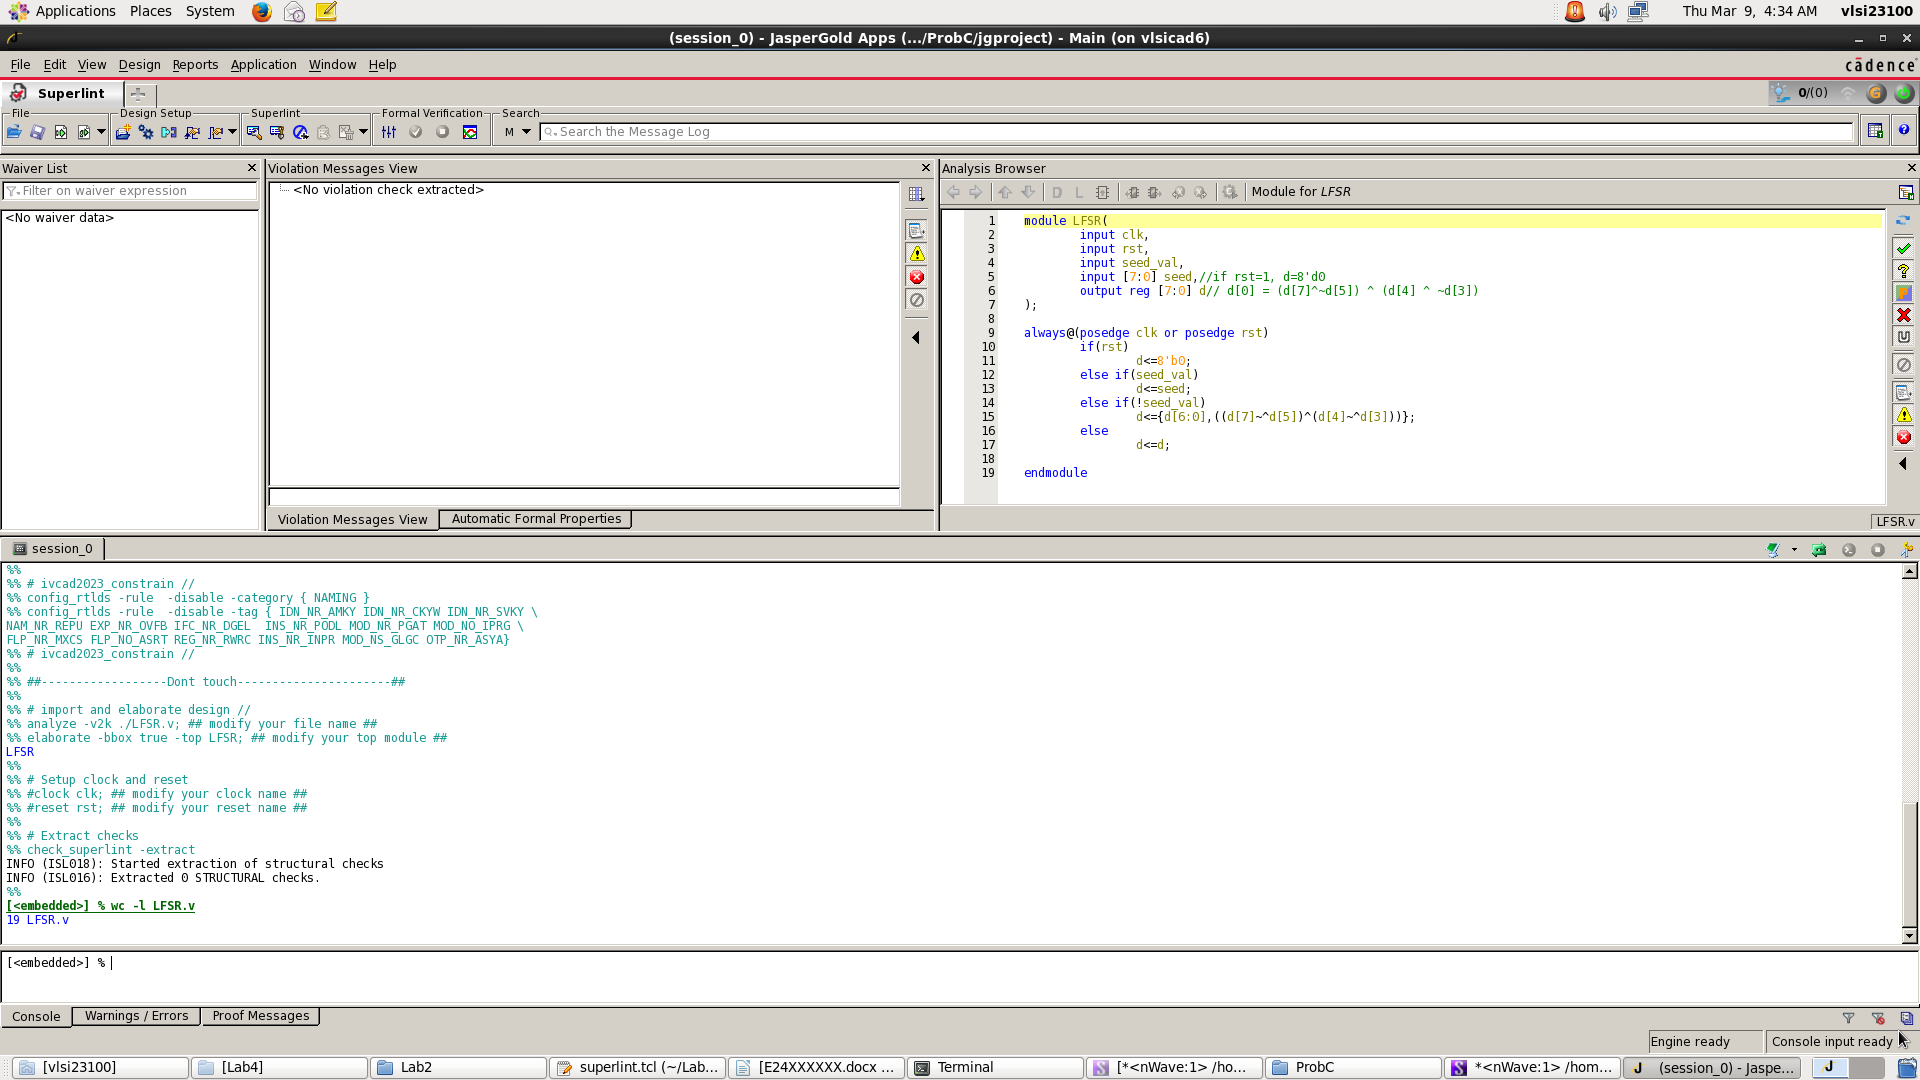 Applications Places System Thu Mar 9, 4:34 AM vlsi23100
(session_0) - JasperGold Apps (.../ProbC/jgproject) - Main (on vlsicad6)
File Edit View Design Reports Application Window Help cādence
Superlint 0/(0)
File Design Setup Superlint Formal Verification Search
M Search the Message Log
Waiver List
Filter on waiver expression
<No waiver data>
Violation Messages View
<No violation check extracted>
Violation Messages View Automatic Formal Properties
Analysis Browser
D L Module for LFSR
1 module LFSR(
2 input clk,
3 input rst,
4 input seed_val,
5 input [7:0] seed,//if rst=1, d=8'd0
6 output reg [7:0] d// d[0] = (d[7]^~d[5]) ^ (d[4] ^ ~d[3])
7 );
8
9 always@(posedge clk or posedge rst)
10 if(rst)
11 d<=8'b0;
12 else if(seed_val)
13 d<=seed;
14 else if(!seed_val)
15 d<={d[6:0],((d[7]~^d[5])^(d[4]~^d[3]))};
16 else
17 d<=d;
18
19 endmodule
LFSR.v
session_0
%%
%% # ivcad2023_constrain //
%% config_rtlds -rule  -disable -category { NAMING }
%% config_rtlds -rule  -disable -tag { IDN_NR_AMKY IDN_NR_CKYW IDN_NR_SVKY \
NAM_NR_REPU EXP_NR_OVFB IFC_NR_DGEL  INS_NR_PODL MOD_NR_PGAT MOD_NO_IPRG \
FLP_NR_MXCS FLP_NO_ASRT REG_NR_RWRC INS_NR_INPR MOD_NS_GLGC OTP_NR_ASYA}
%% # ivcad2023_constrain //
%%
%% ##------------------Dont touch----------------------##
%%
%% # import and elaborate design //
%% analyze -v2k ./LFSR.v; ## modify your file name ##
%% elaborate -bbox true -top LFSR; ## modify your top module ##
LFSR
%%
%% # Setup clock and reset
%% #clock clk; ## modify your clock name ##
%% #reset rst; ## modify your reset name ##
%%
%% # Extract checks
%% check_superlint -extract
INFO (ISL018): Started extraction of structural checks
INFO (ISL016): Extracted 0 STRUCTURAL checks.
%%
[<embedded>] % wc -l LFSR.v
19 LFSR.v
[<embedded>] %
Console Warnings / Errors Proof Messages
Engine ready Console input ready
[vlsi23100] [Lab4] Lab2 superlint.tcl (~/Lab... [E24XXXXXX.docx ... Terminal [*<nWave:1> /ho... ProbC *<nWave:1> /hom... (session_0) - Jaspe...